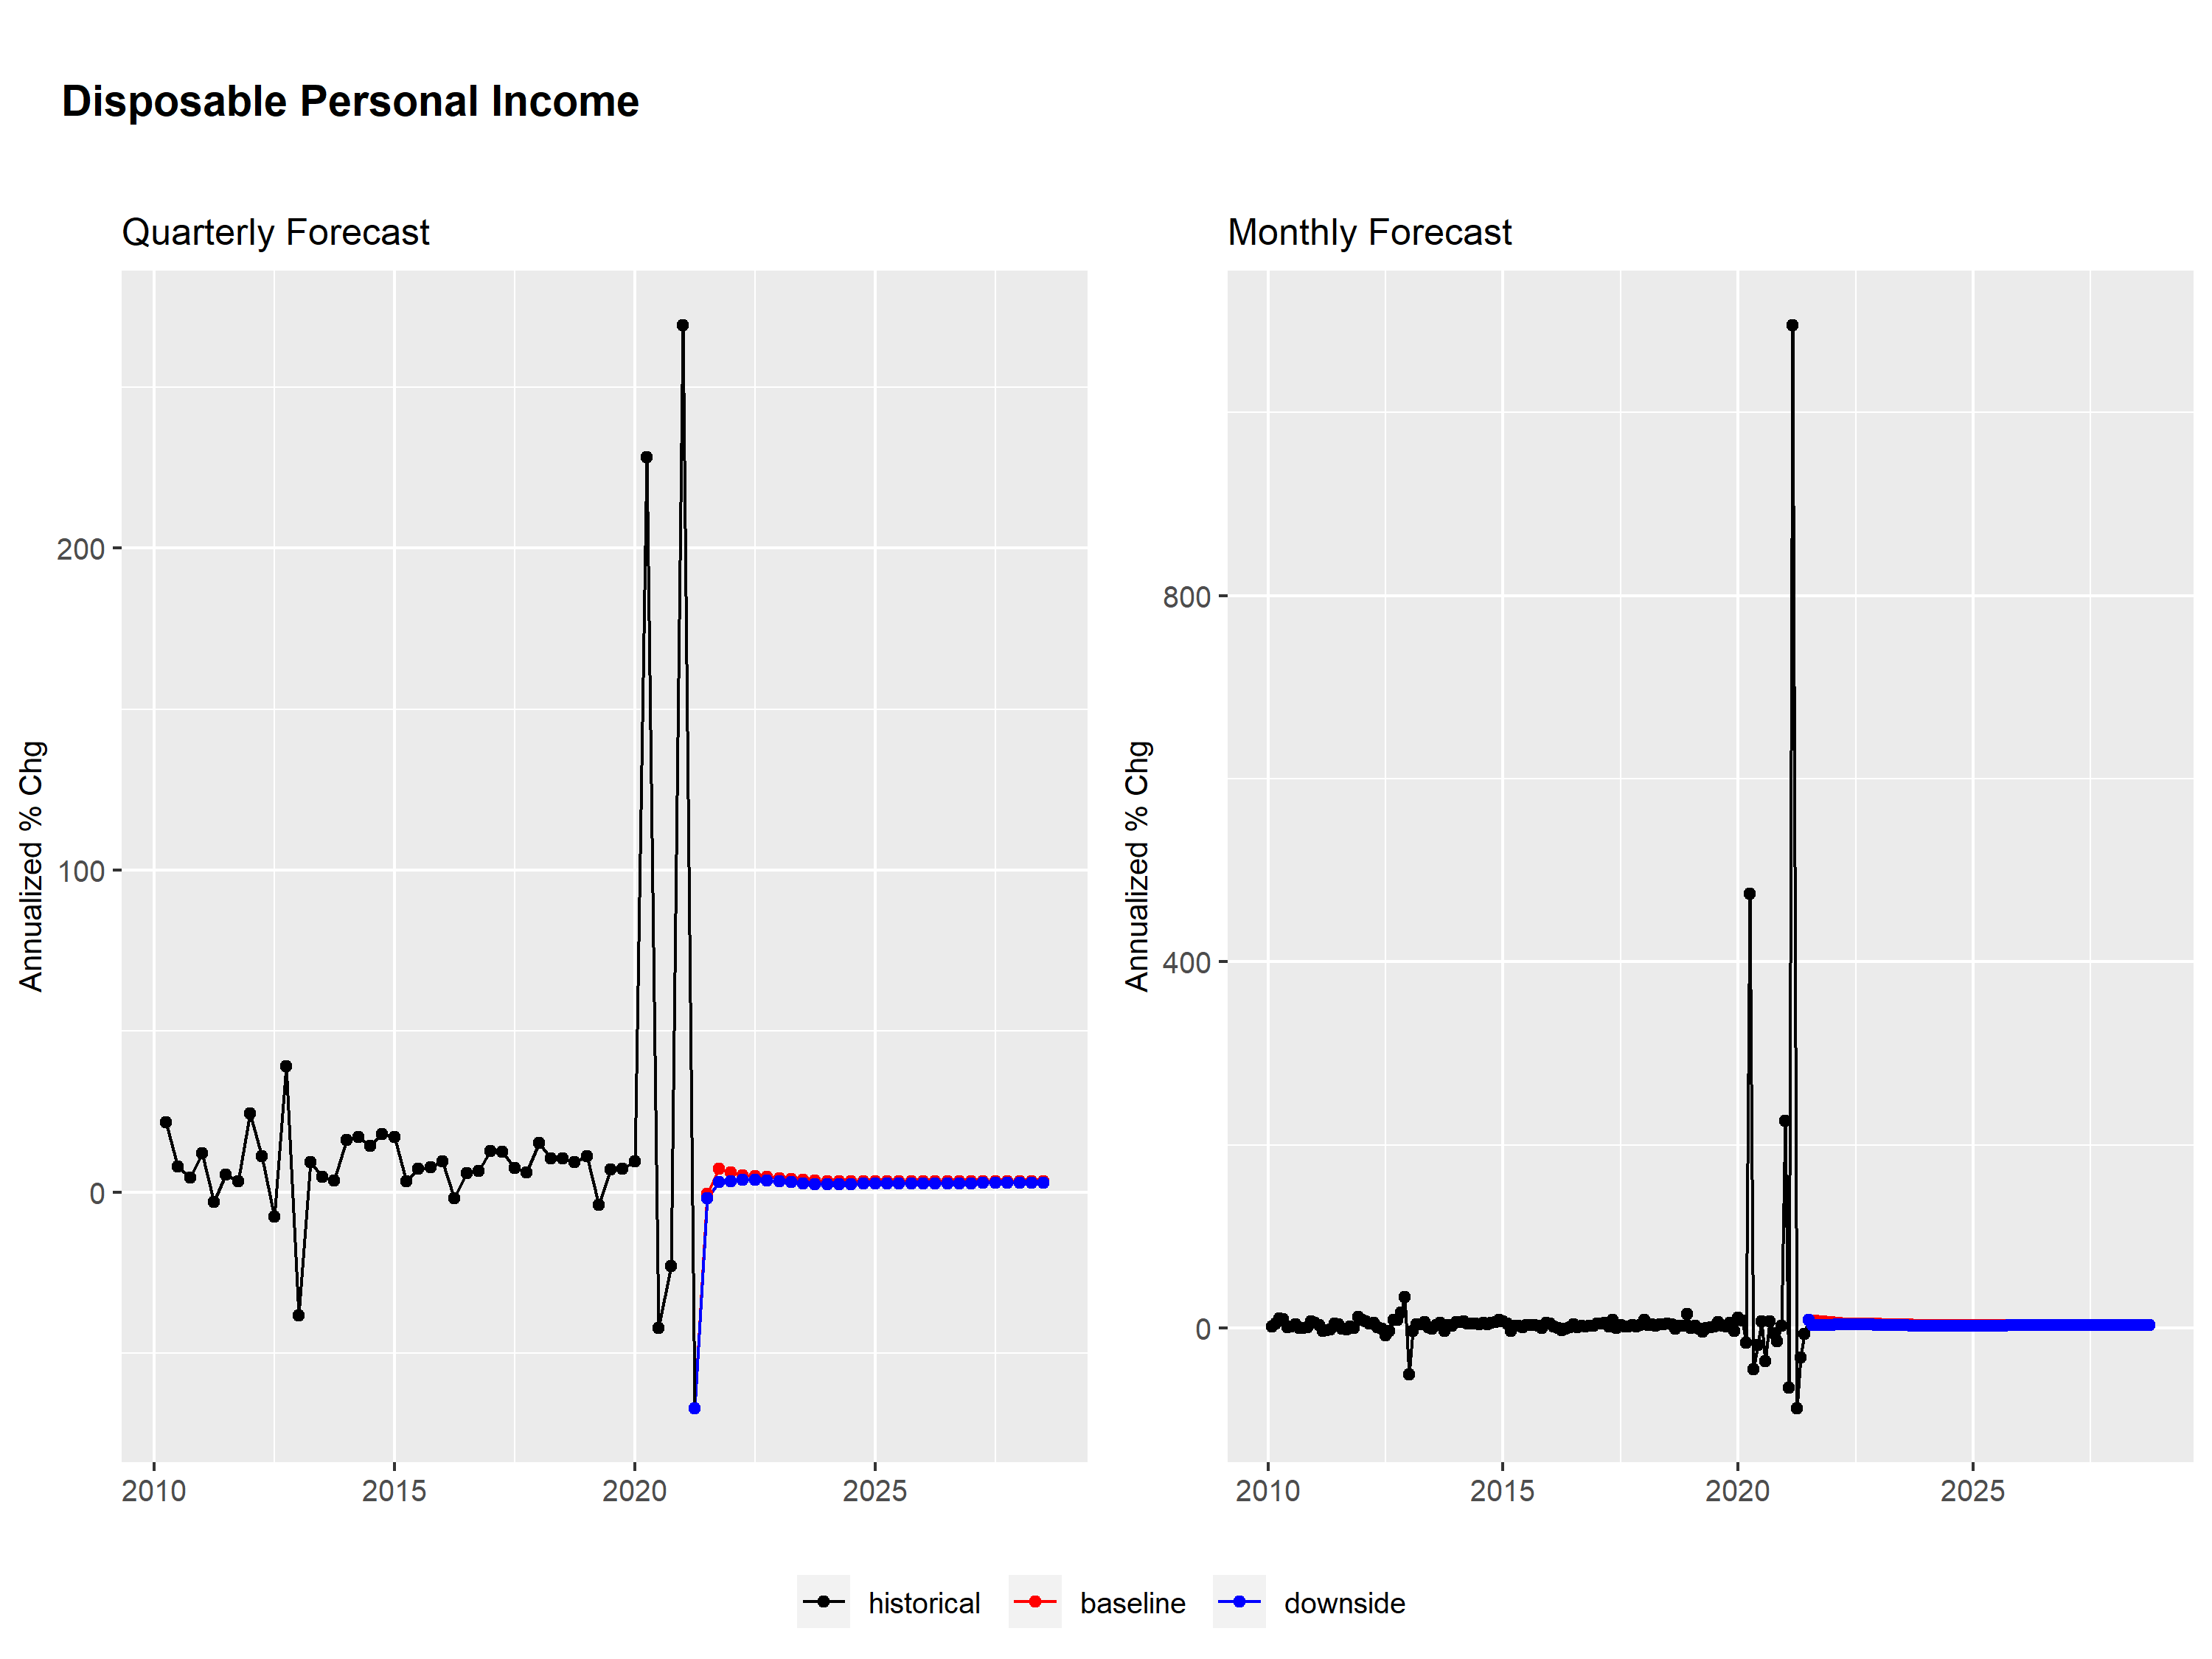 Disposable Personal Income
Quarterly Forecast
Annualized % Chg
200
100
0
2010 2015 2020 2025
Monthly Forecast
Annualized % Chg
800
400
0
2010 2015 2020 2025
historical baseline downside